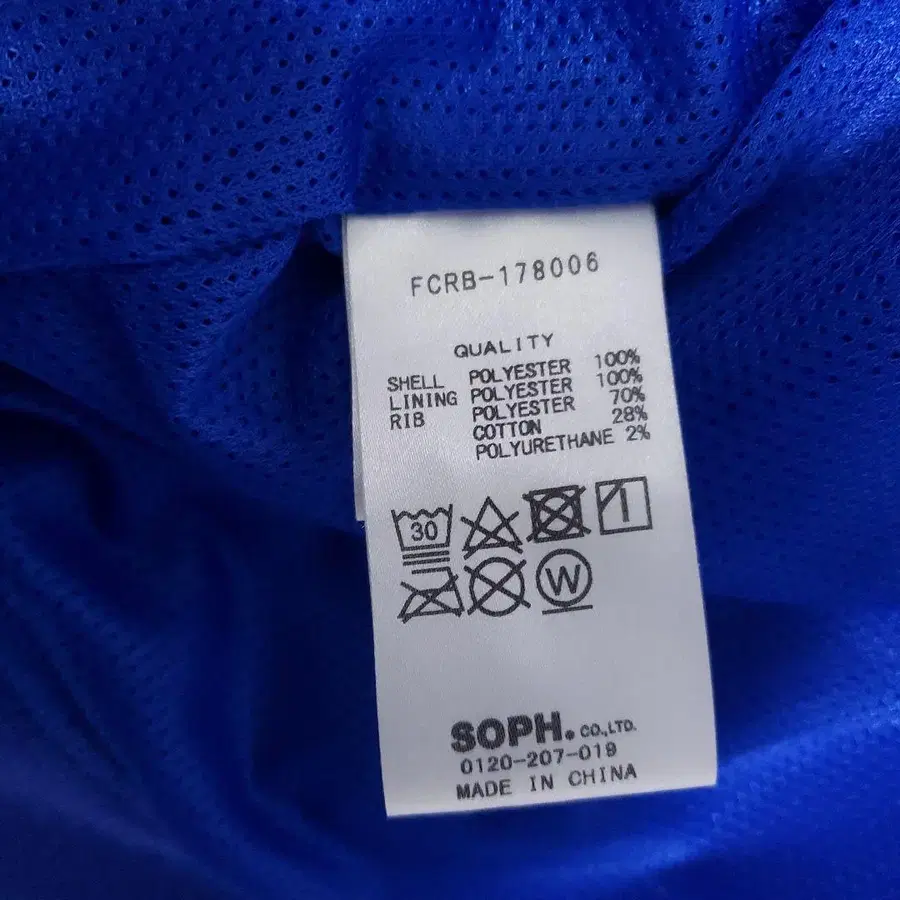 FCRB-178006
QUALITY
SHELL POLYESTER 100%
LINING POLYESTER 100%
RIB POLYESTER 70%
COTTON 28%
POLYURETHANE 2%
30
W
SOPH. CO.,LTD.
0120-207-019
MADE IN CHINA